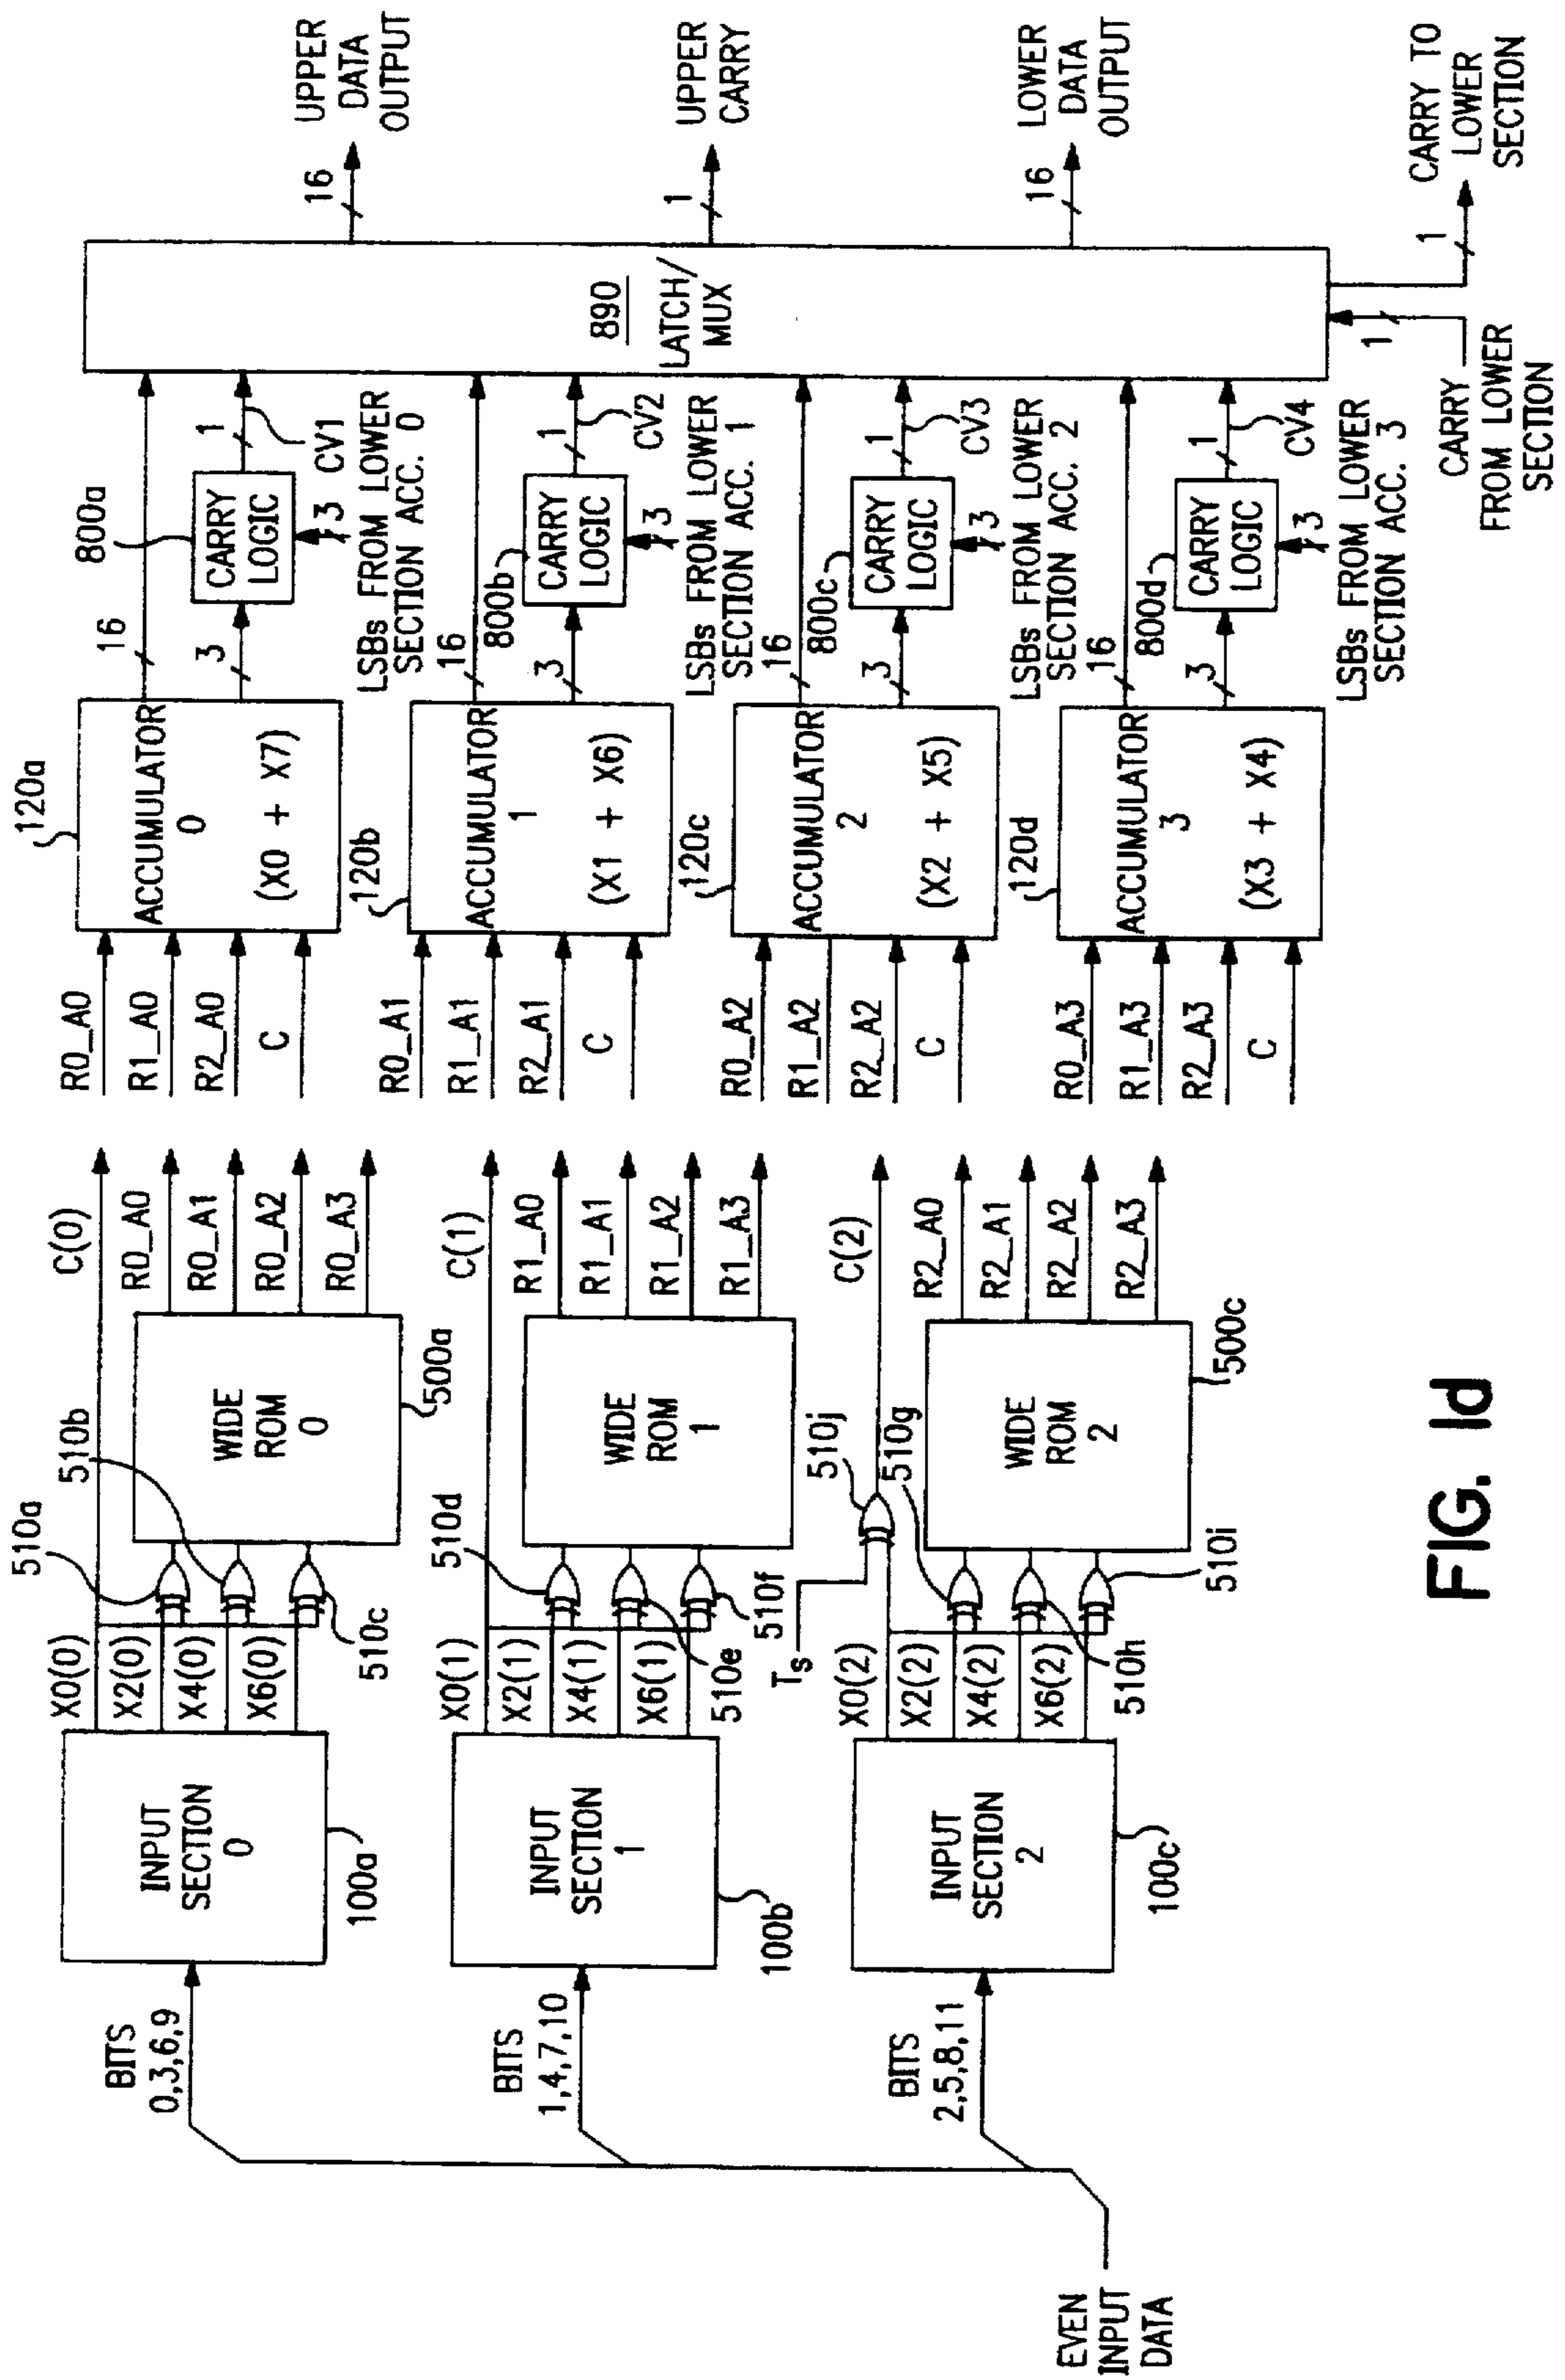 EVEN
INPUT
DATA
BITS
0,3,6,9
BITS
1,4,7,10
BITS
2,5,8,11
INPUT
SECTION
0
100a
INPUT
SECTION
1
100b
INPUT
SECTION
2
100c
X0(0)
X2(0)
X4(0)
X6(0)
510a
510b
510c
X0(1)
X2(1)
X4(1)
X6(1)
510d
510e
510f
Ts
X0(2)
X2(2)
X4(2)
X6(2)
510j
510g
510h
510i
WIDE
ROM
0
500a
WIDE
ROM
1
WIDE
ROM
2
500c
C(0)
R0_A0
R0_A1
R0_A2
R0_A3
C(1)
R1_A0
R1_A1
R1_A2
R1_A3
C(2)
R2_A0
R2_A1
R2_A2
R2_A3
R0_A0
R1_A0
R2_A0
C
R0_A1
R1_A1
R2_A1
C
R0_A2
R1_A2
R2_A2
C
R0_A3
R1_A3
R2_A3
C
120a
ACCUMULATOR
0
(X0 + X7)
120b
ACCUMULATOR
1
(X1 + X6)
120c
ACCUMULATOR
2
(X2 + X5)
120d
ACCUMULATOR
3
(X3 + X4)
16
3
800a
CARRY
LOGIC
3
1
CV1
LSBs FROM LOWER
SECTION ACC. 0
16
3
800b
CARRY
LOGIC
3
1
CV2
LSBs FROM LOWER
SECTION ACC. 1
16
3
800c
CARRY
LOGIC
3
1
CV3
LSBs FROM LOWER
SECTION ACC. 2
16
3
800d
CARRY
LOGIC
3
1
CV4
LSBs FROM LOWER
SECTION ACC. 3
890
LATCH/
MUX
16
UPPER
DATA
OUTPUT
1
UPPER
CARRY
16
LOWER
DATA
OUTPUT
1
CARRY
FROM LOWER
SECTION
1
CARRY TO
LOWER
SECTION
FIG. 1d